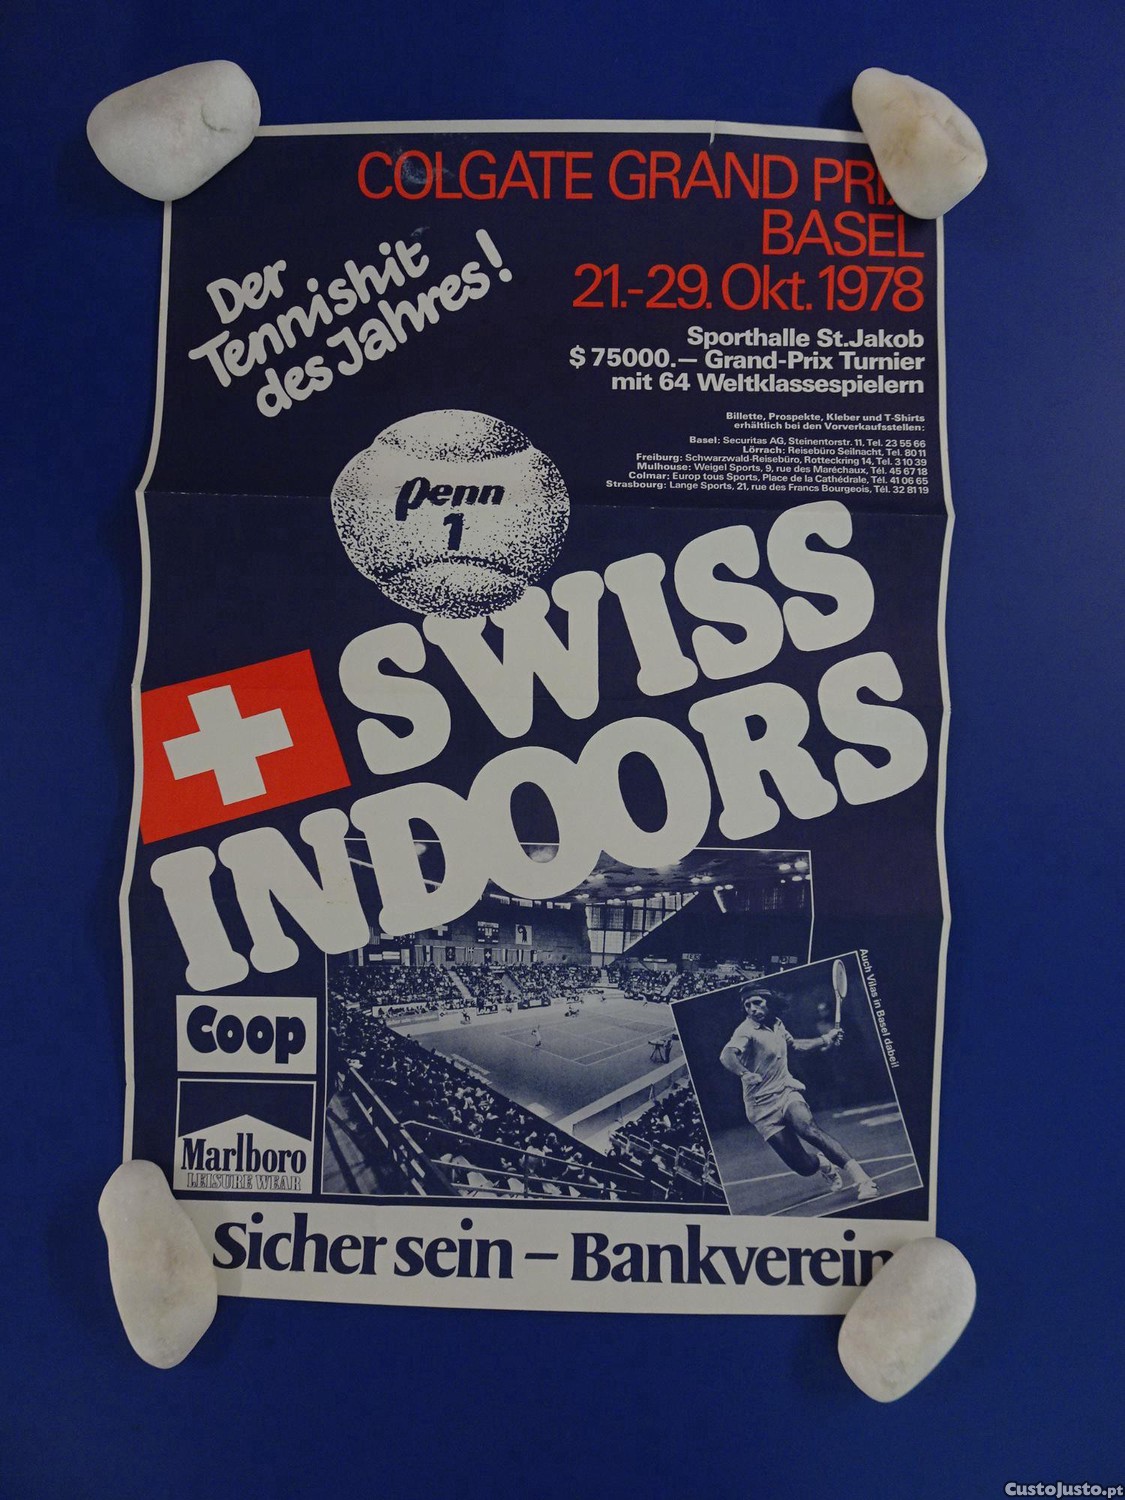 COLGATE GRAND PRIX
BASEL
21.-29. Okt. 1978
Der
Tennishit
des Jahres!
Sporthalle St. Jakob
$ 75000.— Grand-Prix Turnier
mit 64 Weltklassespielern
Billette, Prospekte, Kleber und T-Shirts
erhältlich bei den Vorverkaufsstellen:
Basel: Securitas AG, Steinentorstr. 11, Tel. 23 55 66
Lörrach: Reisebüro Seilnacht, Tel. 80 11
Freiburg: Schwarzwald-Reisebüro, Rotteckring 14, Tel. 3 10 39
Mulhouse: Weigel Sports, 9, rue des Maréchaux, Tél. 45 67 18
Colmar: Europ tous Sports, Place de la Cathédrale, Tél. 41 06 65
Strasbourg: Lange Sports, 21, rue des Francs Bourgeois, Tél. 32 81 19
Penn
1
SWISS
INDOORS
Auch Vilas in Basel dabei!
Coop
Marlboro
LEISURE WEAR
Sicher sein – Bankverein
CustoJusto.pt